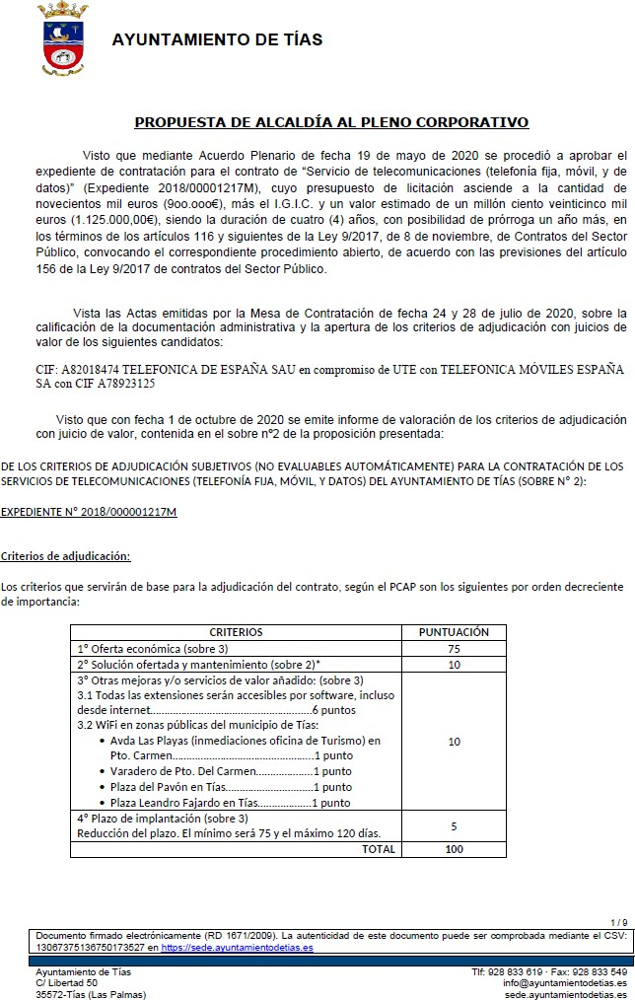 AYUNTAMIENTO DE TÍAS
PROPUESTA DE ALCALDÍA AL PLENO CORPORATIVO
Visto que mediante Acuerdo Plenario de fecha 19 de mayo de 2020 se procedió a aprobar el
expediente de contratación para el contrato de “Servicio de telecomunicaciones (telefonía fija, móvil, y de
datos)” (Expediente 2018/00001217M), cuyo presupuesto de licitación asciende a la cantidad de
novecientos mil euros (9oo.ooo€), más el I.G.I.C. y un valor estimado de un millón ciento veinticinco mil
euros (1.125.000,00€), siendo la duración de cuatro (4) años, con posibilidad de prórroga un año más, en
los términos de los artículos 116 y siguientes de la Ley 9/2017, de 8 de noviembre, de Contratos del Sector
Público, convocando el correspondiente procedimiento abierto, de acuerdo con las previsiones del artículo
156 de la Ley 9/2017 de contratos del Sector Público.
Vista las Actas emitidas por la Mesa de Contratación de fecha 24 y 28 de julio de 2020, sobre la
calificación de la documentación administrativa y la apertura de los criterios de adjudicación con juicios de
valor de los siguientes candidatos:
CIF: A82018474 TELEFONICA DE ESPAÑA SAU en compromiso de UTE con TELEFONICA MÓVILES ESPAÑA
SA con CIF A78923125
Visto que con fecha 1 de octubre de 2020 se emite informe de valoración de los criterios de adjudicación
con juicio de valor, contenida en el sobre nº2 de la proposición presentada:
DE LOS CRITERIOS DE ADJUDICACIÓN SUBJETIVOS (NO EVALUABLES AUTOMÁTICAMENTE) PARA LA CONTRATACIÓN DE LOS
SERVICIOS DE TELECOMUNICACIONES (TELEFONÍA FIJA, MÓVIL, Y DATOS) DEL AYUNTAMIENTO DE TÍAS (SOBRE Nº 2):
EXPEDIENTE Nº 2018/000001217M
Criterios de adjudicación:
Los criterios que servirán de base para la adjudicación del contrato, según el PCAP son los siguientes por orden decreciente
de importancia:
CRITERIOS PUNTUACIÓN
1º Oferta económica (sobre 3) 75
2º Solución ofertada y mantenimiento (sobre 2)* 10
3º Otras mejoras y/o servicios de valor añadido: (sobre 3)
3.1 Todas las extensiones serán accesibles por software, incluso
desde internet......................................................6 puntos
3.2 WiFi en zonas públicas del municipio de Tías:
• Avda Las Playas (inmediaciones oficina de Turismo) en
Pto. Carmen.................................................1 punto 10
• Varadero de Pto. Del Carmen....................1 punto
• Plaza del Pavón en Tías...............................1 punto
• Plaza Leandro Fajardo en Tías...................1 punto
4º Plazo de implantación (sobre 3)
Reducción del plazo. El mínimo será 75 y el máximo 120 días. 5
TOTAL 100
1 / 9
Documento firmado electrónicamente (RD 1671/2009). La autenticidad de este documento puede ser comprobada mediante el CSV:
13067375136750173527 en https://sede.ayuntamientodetias.es
Ayuntamiento de Tías Tlf: 928 833 619 · Fax: 928 833 549
C/ Libertad 50 info@ayuntamientodetias.es
35572-Tías (Las Palmas) sede.ayuntamientodetias.es